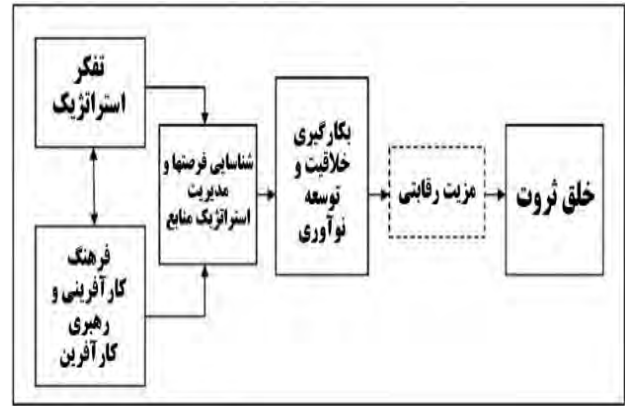 تفکر
استراتژیک
فرهنگ
کارآفرینی و
رهبری
کارآفرین
شناسایی فرصتها و
مدیریت
استراتژیک منابع
بکارگیری
خلاقیت و
توسعه
نوآوری
مزیت رقابتی
خلق ثروت